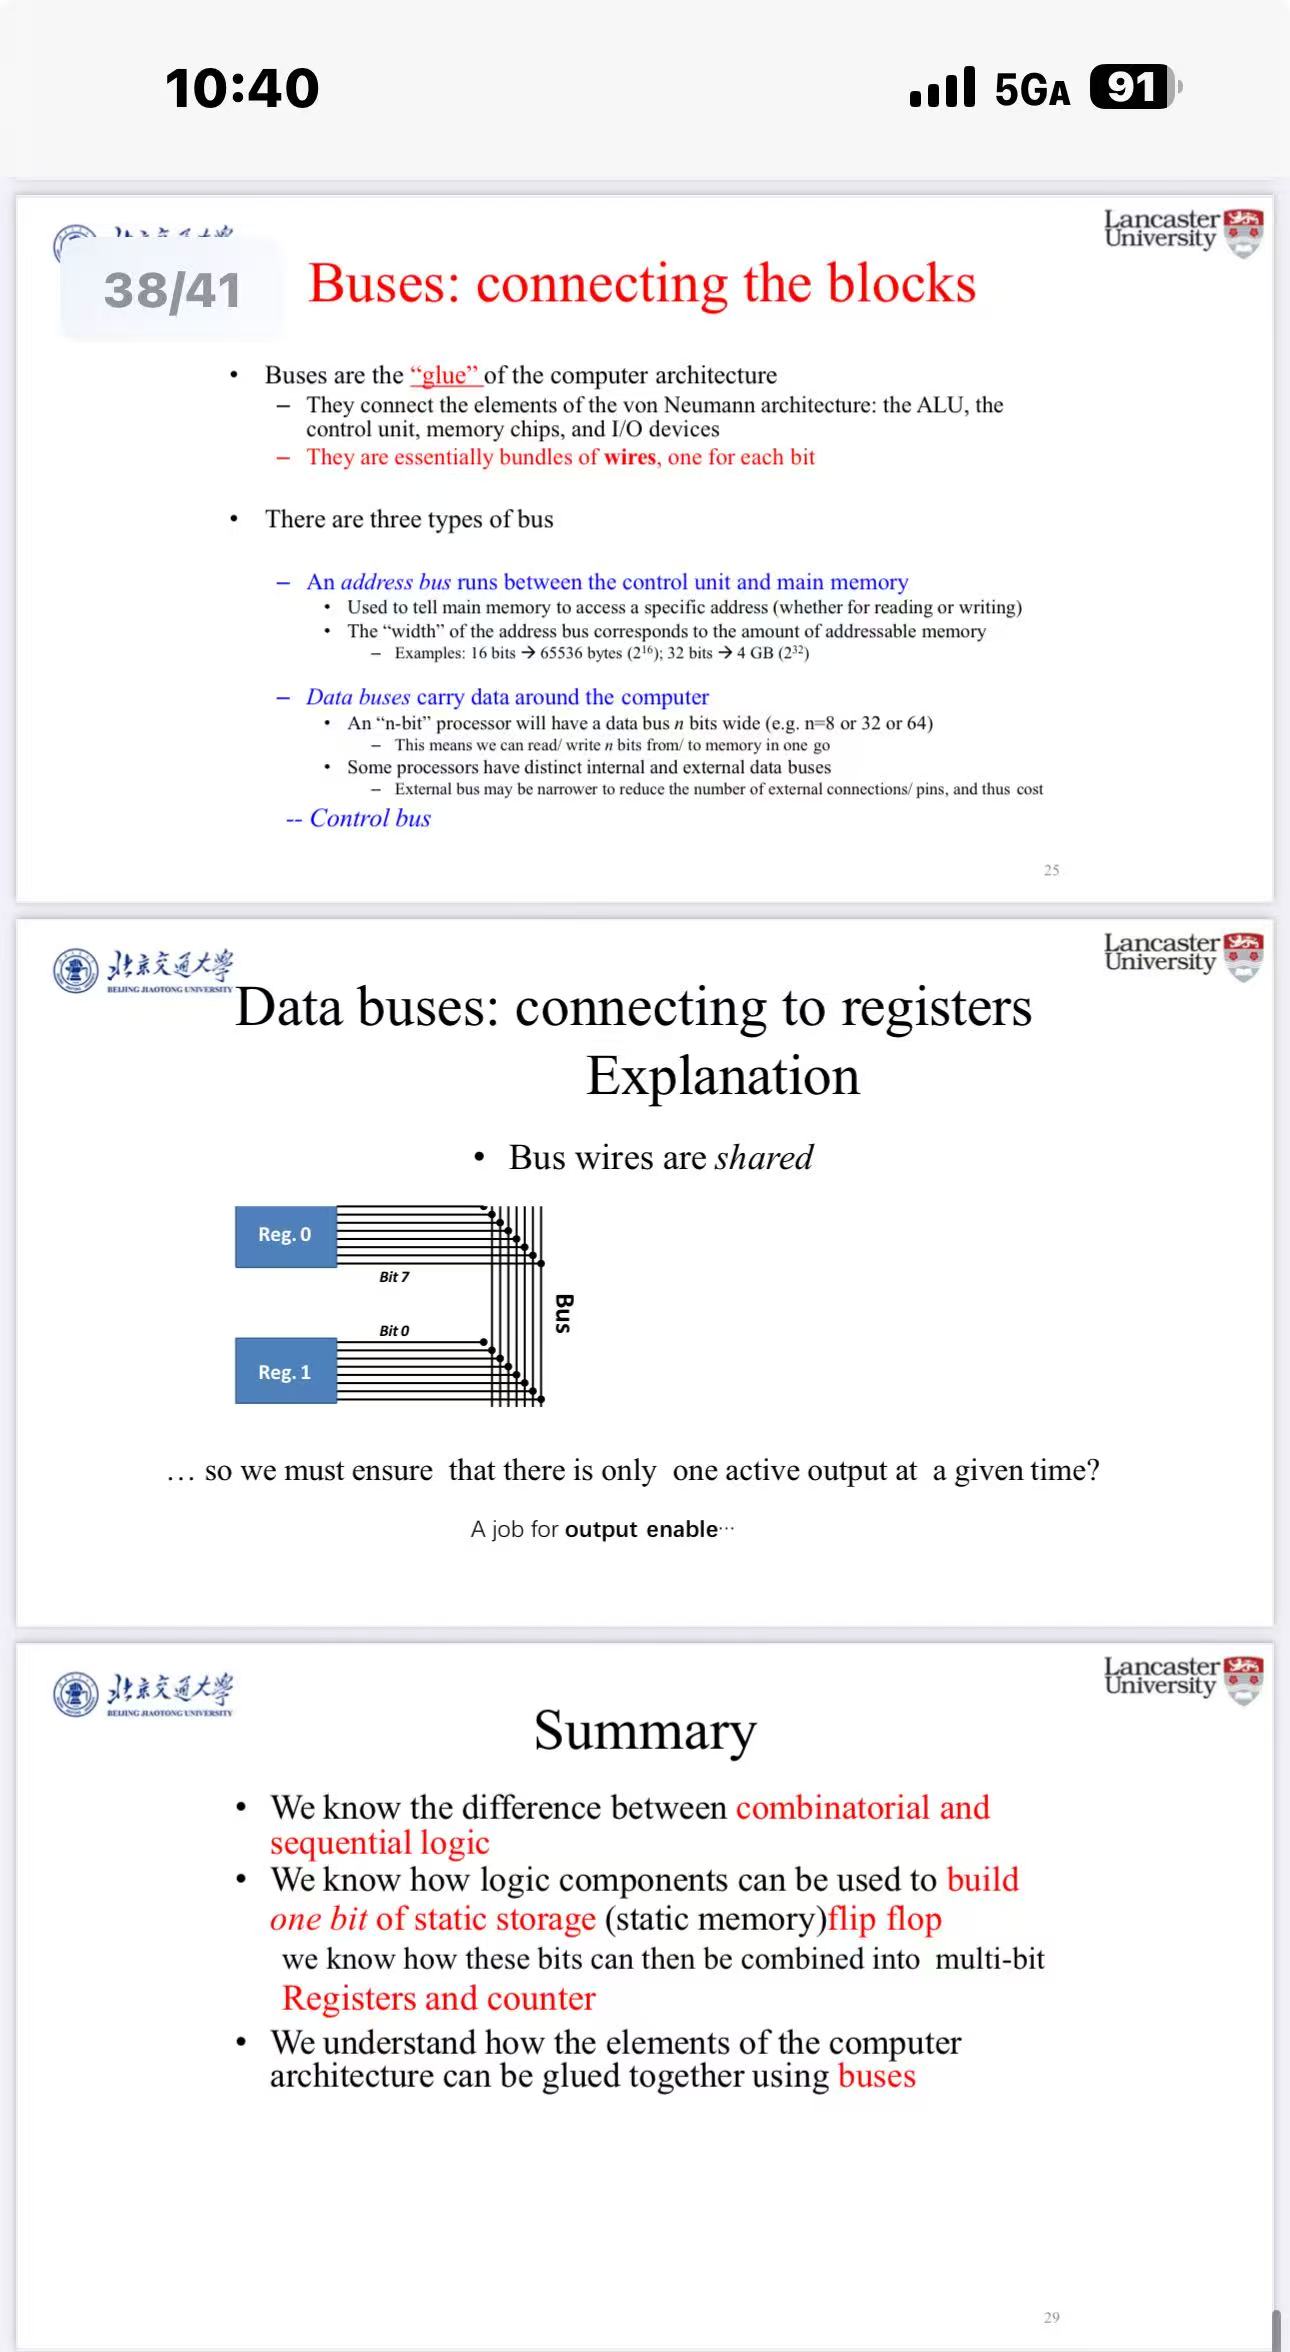 10:40
5GA 91
Lancaster
University
38/41
Buses: connecting the blocks
• Buses are the “glue” of the computer architecture
– They connect the elements of the von Neumann architecture: the ALU, the
control unit, memory chips, and I/O devices
– They are essentially bundles of wires, one for each bit
• There are three types of bus
– An address bus runs between the control unit and main memory
• Used to tell main memory to access a specific address (whether for reading or writing)
• The “width” of the address bus corresponds to the amount of addressable memory
– Examples: 16 bits → 65536 bytes (2¹⁶); 32 bits → 4 GB (2³²)
– Data buses carry data around the computer
• An “n-bit” processor will have a data bus n bits wide (e.g. n=8 or 32 or 64)
– This means we can read/ write n bits from/ to memory in one go
• Some processors have distinct internal and external data buses
– External bus may be narrower to reduce the number of external connections/ pins, and thus cost
-- Control bus
25
北京交通大学
BEIJING JIAOTONG UNIVERSITY
Lancaster
University
Data buses: connecting to registers
Explanation
• Bus wires are shared
Reg. 0
Bit 7
Bus
Bit 0
Reg. 1
… so we must ensure that there is only one active output at a given time?
A job for output enable…
北京交通大学
BEIJING JIAOTONG UNIVERSITY
Lancaster
University
Summary
• We know the difference between combinatorial and
sequential logic
• We know how logic components can be used to build
one bit of static storage (static memory)flip flop
we know how these bits can then be combined into multi-bit
Registers and counter
• We understand how the elements of the computer
architecture can be glued together using buses
29